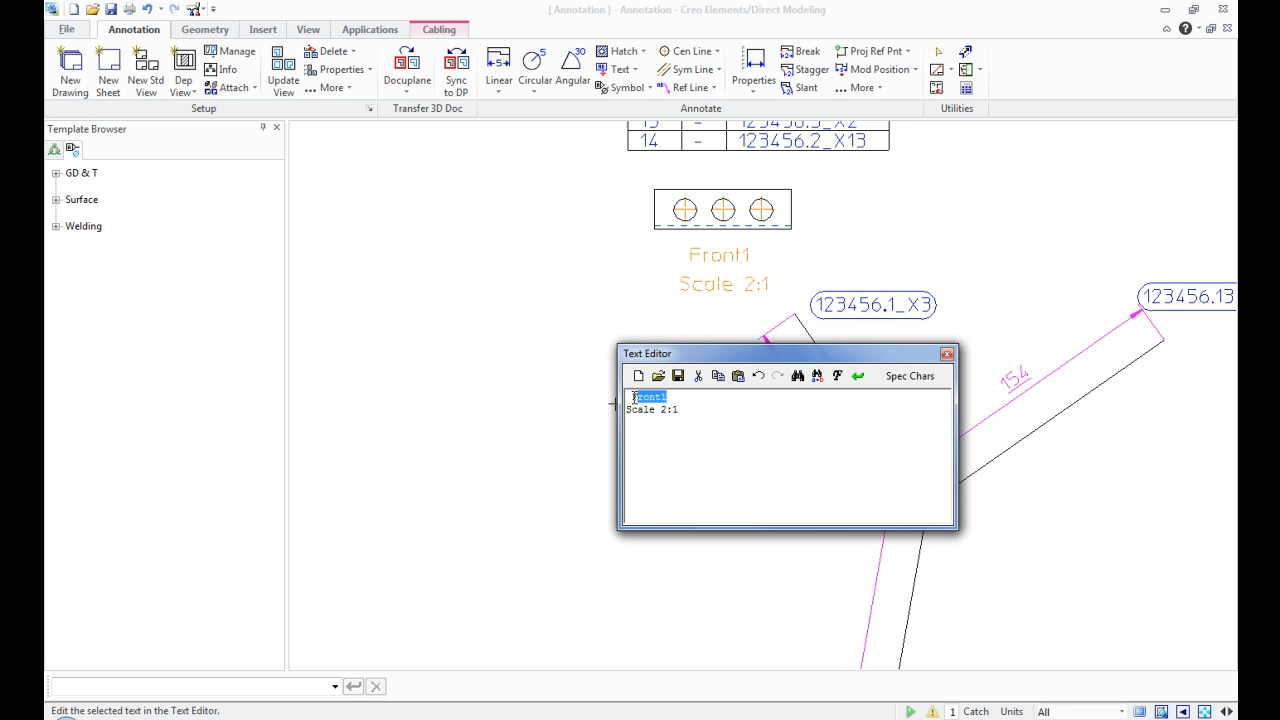 [ Annotation ] - Annotation - Creo Elements/Direct Modeling
File
Annotation
Geometry
Insert
View
Applications
Cabling
New Drawing
New Sheet
New Std View
Dep View
Manage
Info
Attach
Update View
Delete
Properties
... More
Setup
Docuplane
Sync to DP
Transfer 3D Doc
Linear
Circular
Angular
Hatch
Text
Symbol
Cen Line
Sym Line
Ref Line
Properties
Break
Stagger
Slant
Proj Ref Pnt
Mod Position
... More
Annotate
Utilities
Template Browser
GD & T
Surface
Welding
13 - 123456.3_X2
14 - 123456.2_X13
Front1
Scale 2:1
123456.1_X3
123456.13
154
Text Editor
Spec Chars
Front1
Scale 2:1
Edit the selected text in the Text Editor.
1 Catch Units All